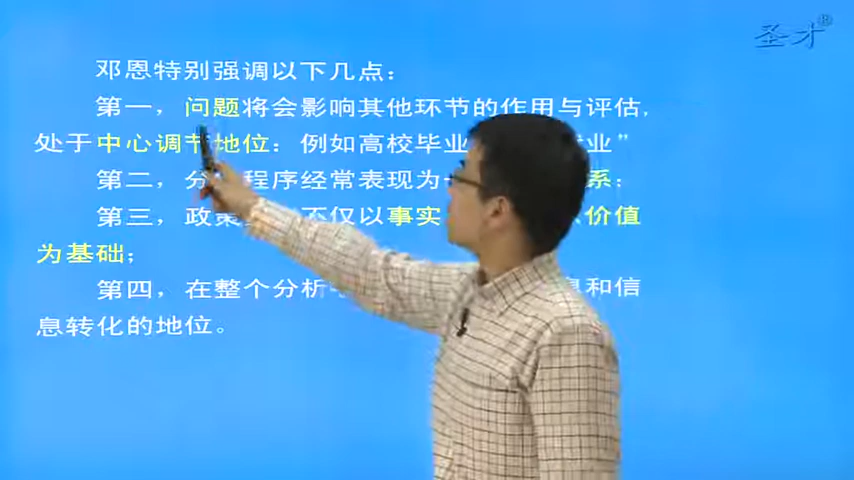 圣才®
邓恩特别强调以下几点：
第一，问题将会影响其他环节的作用与评估，
处于中心调节地位：例如高校毕业 业”
第二，分 程序经常表现为 系；
第三，政策 不仅以事实 价值
为基础；
第四，在整个分析 息和信
息转化的地位。